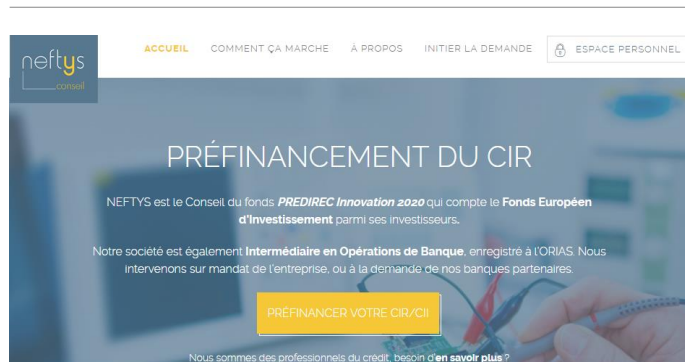 neftys
conseil
ACCUEIL
COMMENT ÇA MARCHE
À PROPOS
INITIER LA DEMANDE
ESPACE PERSONNEL
PRÉFINANCEMENT DU CIR
NEFTYS est le Conseil du fonds PREDIREC Innovation 2020 qui compte le Fonds Européen
d'Investissement parmi ses investisseurs.
Notre société est également Intermédiaire en Opérations de Banque, enregistré à l'ORIAS. Nous
intervenons sur mandat de l'entreprise, ou à la demande de nos banques partenaires.
PRÉFINANCER VOTRE CIR/CII
Nous sommes des professionnels du crédit, besoin d'en savoir plus ?